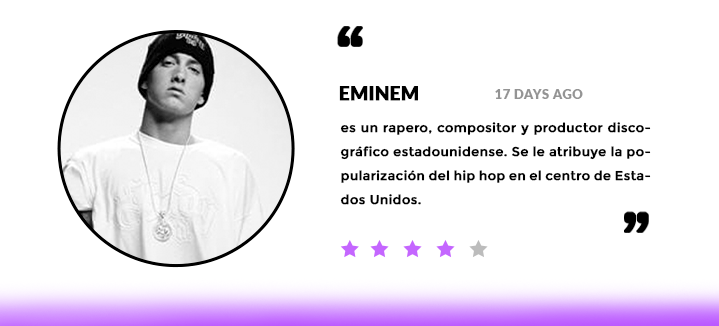 “
EMINEM 17 DAYS AGO
es un rapero, compositor y productor disco-
gráfico estadounidense. Se le atribuye la po-
pularización del hip hop en el centro de Esta-
dos Unidos.
”